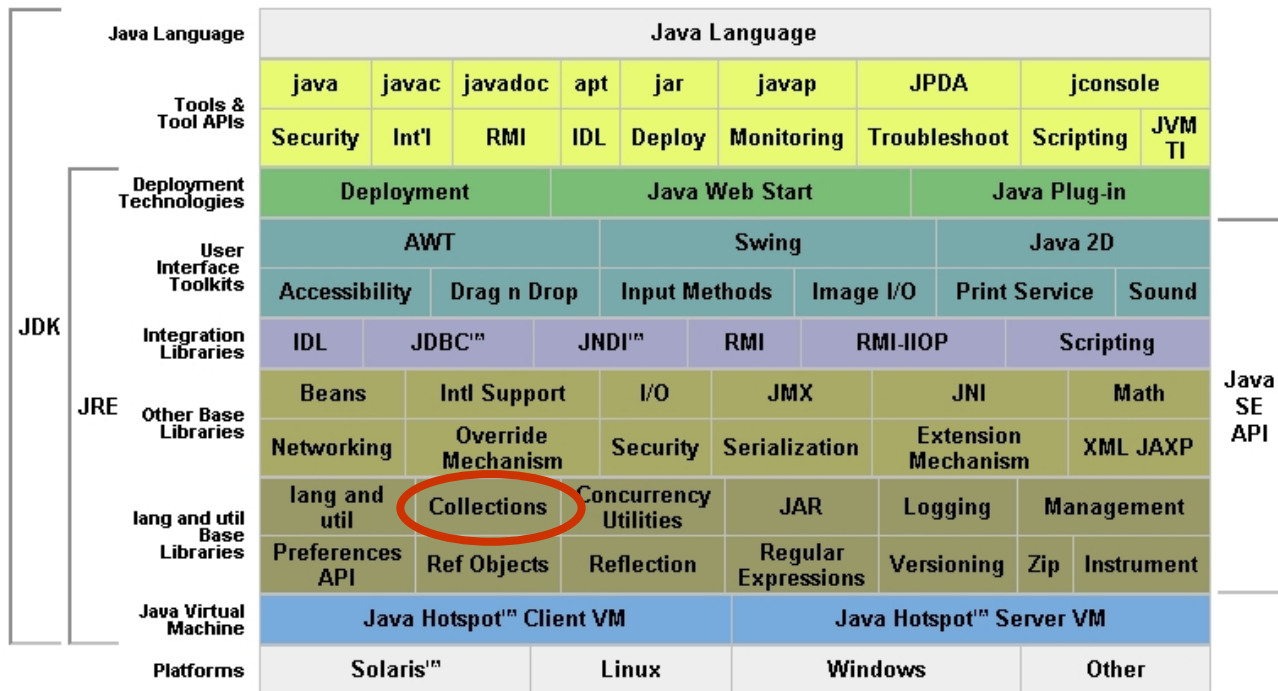 Java Language Java Language
Tools &
Tool APIs
java javac javadoc apt jar javap JPDA jconsole
Security Int'l RMI IDL Deploy Monitoring Troubleshoot Scripting JVM
TI
Deployment
Technologies
Deployment Java Web Start Java Plug-in
User
Interface
Toolkits
AWT Swing Java 2D
Accessibility Drag n Drop Input Methods Image I/O Print Service Sound
JDK
Integration
Libraries
IDL JDBC™ JNDI™ RMI RMI-IIOP Scripting
JRE
Other Base
Libraries
Beans Intl Support I/O JMX JNI Math
Networking Override
Mechanism Security Serialization Extension
Mechanism XML JAXP
Java
SE
API
lang and util
Base
Libraries
lang and
util Collections Concurrency
Utilities JAR Logging Management
Preferences
API Ref Objects Reflection Regular
Expressions Versioning Zip Instrument
Java Virtual
Machine
Java Hotspot™ Client VM Java Hotspot™ Server VM
Platforms Solaris™ Linux Windows Other